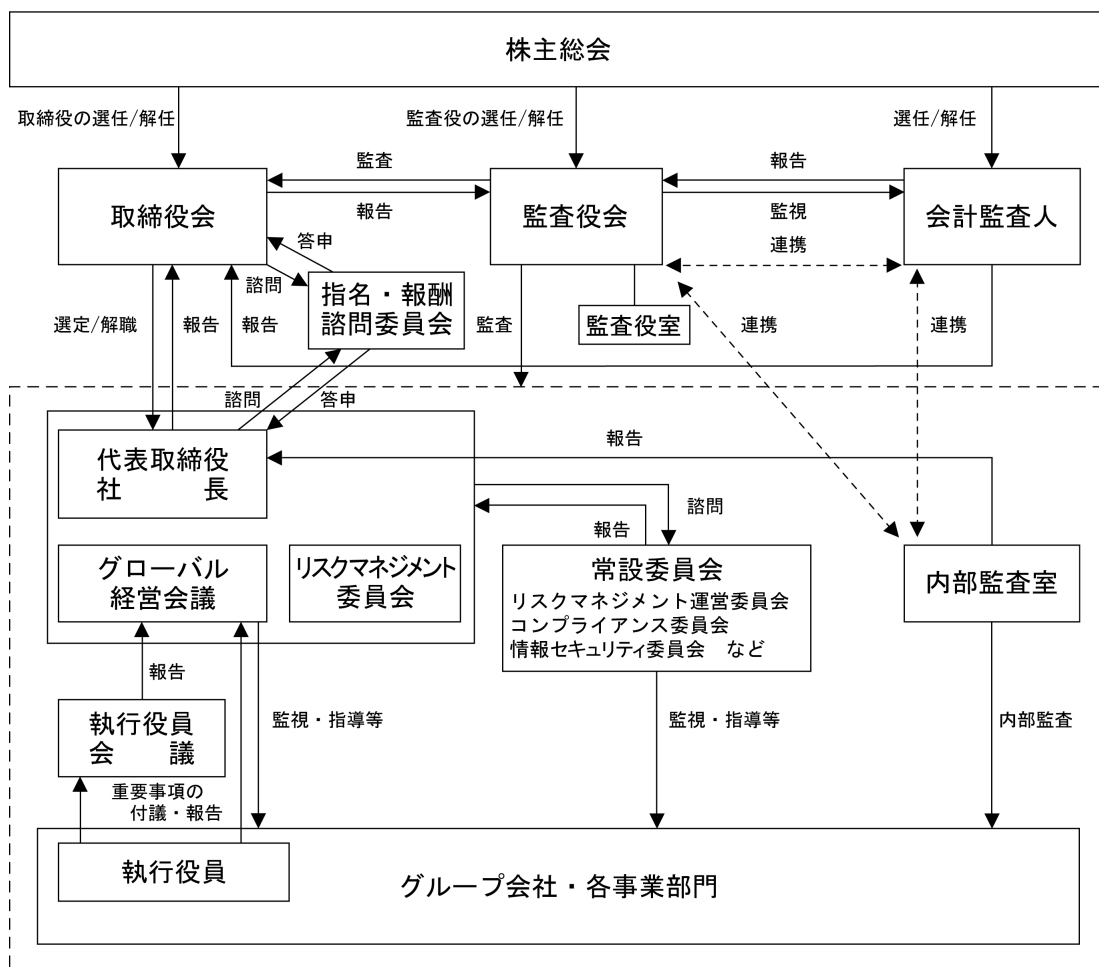 株主総会
取締役の選任/解任
監査役の選任/解任
選任/解任
監査
報告
取締役会
監査役会
会計監査人
報告
監視
答申
連携
諮問
指名・報酬
諮問委員会
選定/解職
報告
報告
監査
監査役室
連携
連携
諮問
答申
代表取締役
社　　　長
報告
諮問
報告
グローバル
経営会議
リスクマネジメント
委員会
常設委員会
リスクマネジメント運営委員会
コンプライアンス委員会
情報セキュリティ委員会　など
内部監査室
報告
執行役員
会　　議
監視・指導等
監視・指導等
内部監査
重要事項の
付議・報告
執行役員
グループ会社・各事業部門